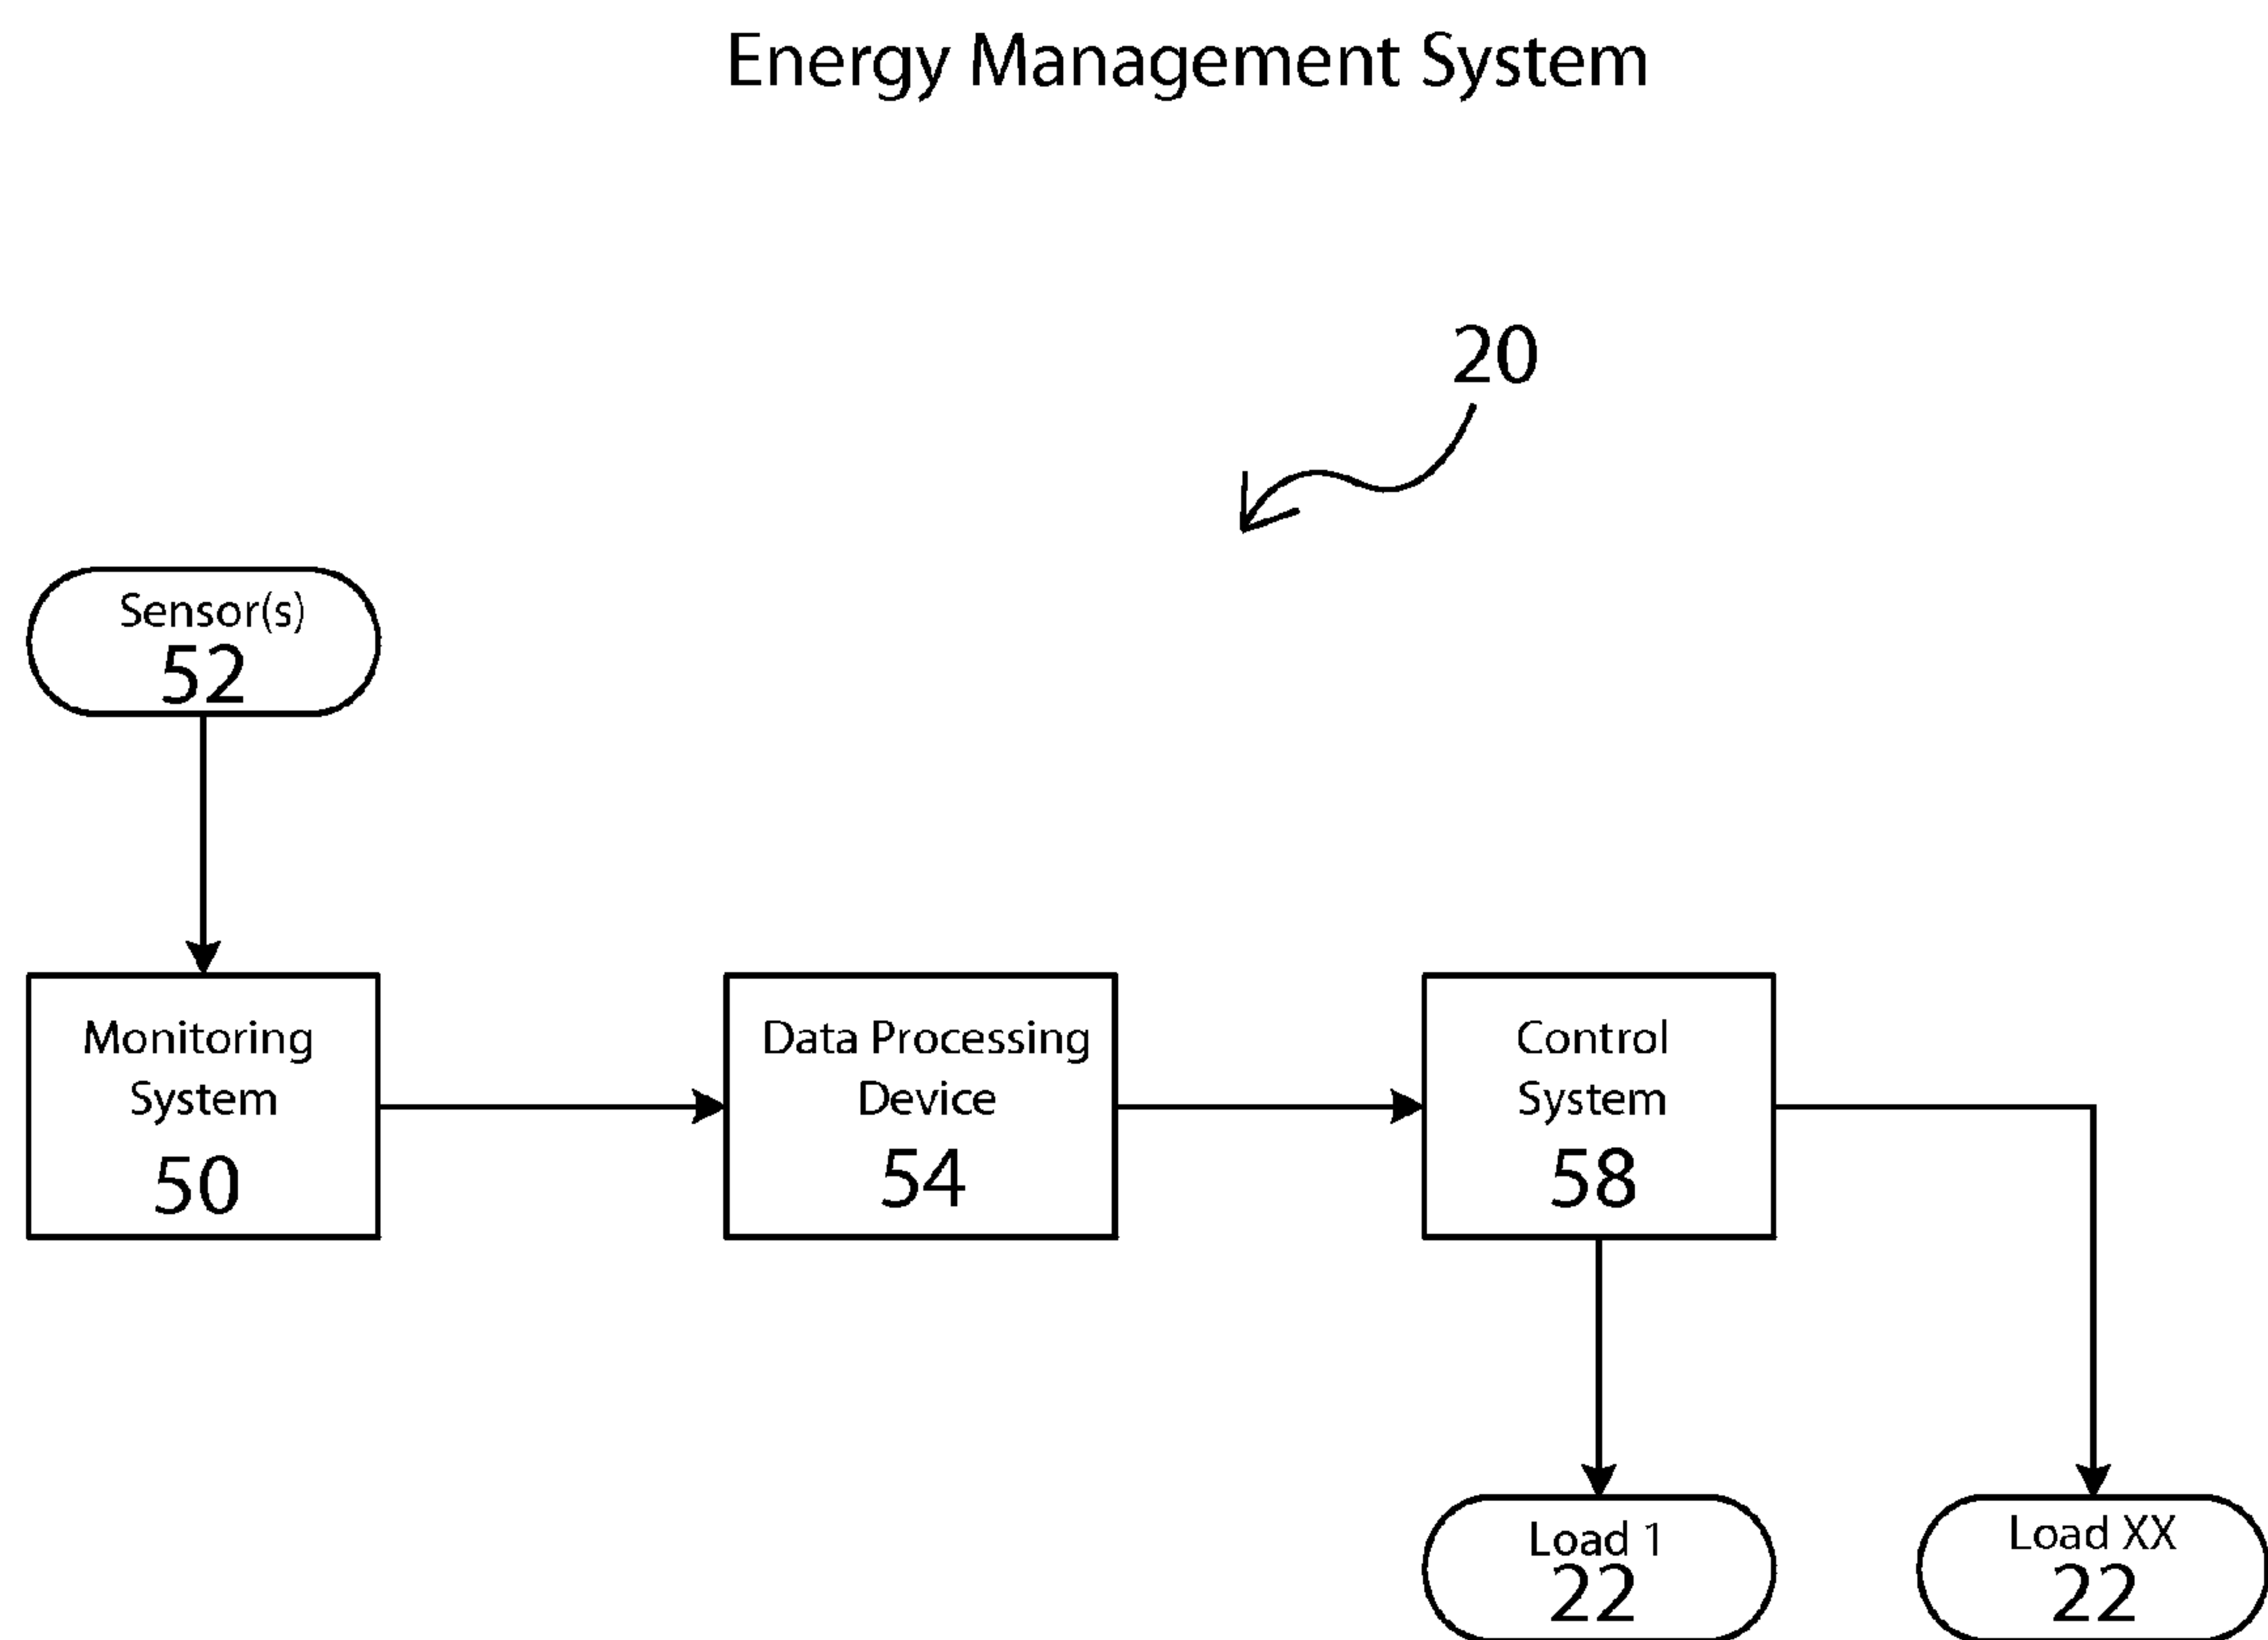 Energy Management System
20
Sensor(s)
52
Monitoring
System
50
Data Processing
Device
54
Control
System
58
Load 1
22
Load XX
22